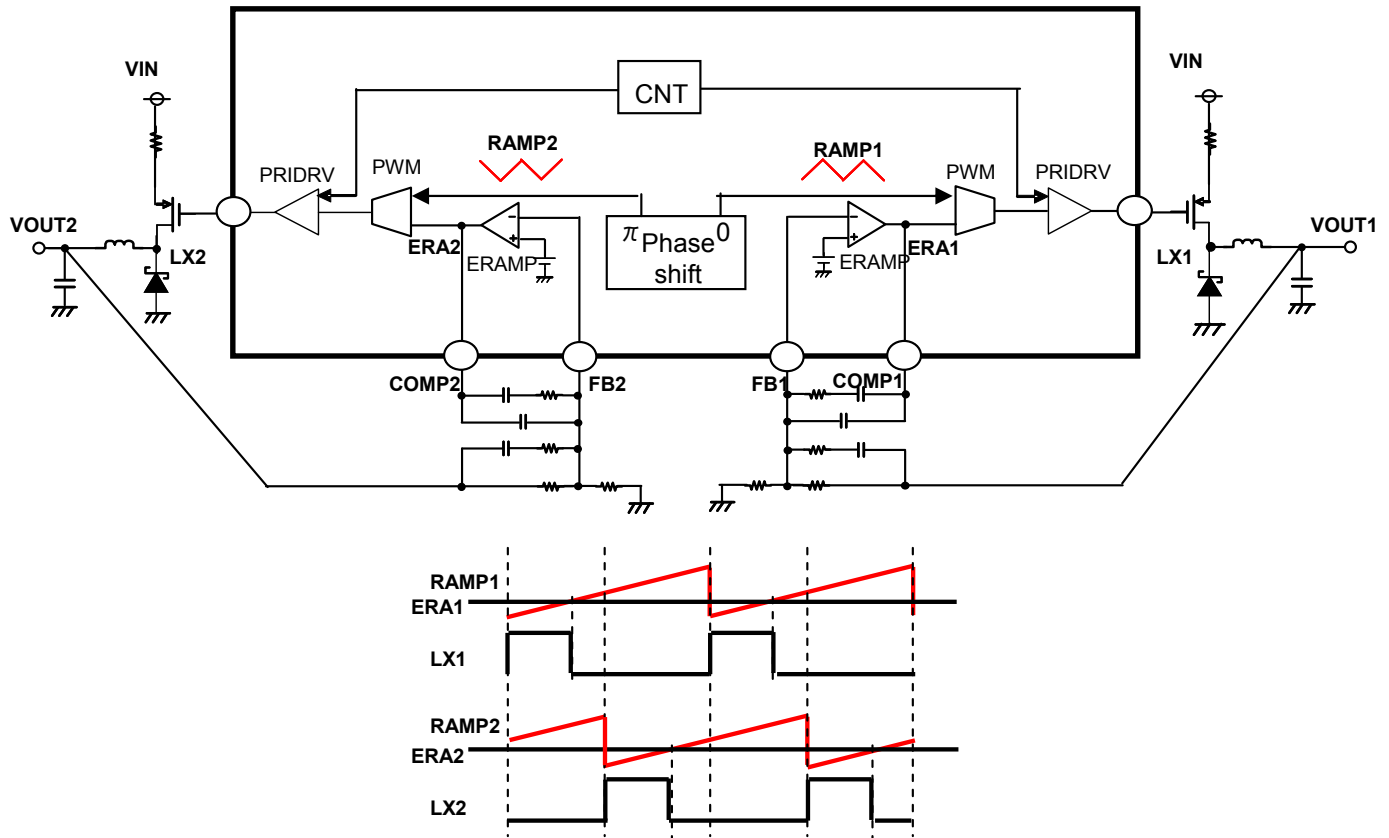 VIN
VIN
CNT
RAMP2
RAMP1
PRIDRV
PWM
PWM
PRIDRV
VOUT2
LX2
ERA2
ERAMP
π Phase 0
shift
ERAMP
ERA1
LX1
VOUT1
COMP2
FB2
FB1
COMP1
RAMP1
ERA1
LX1
RAMP2
ERA2
LX2